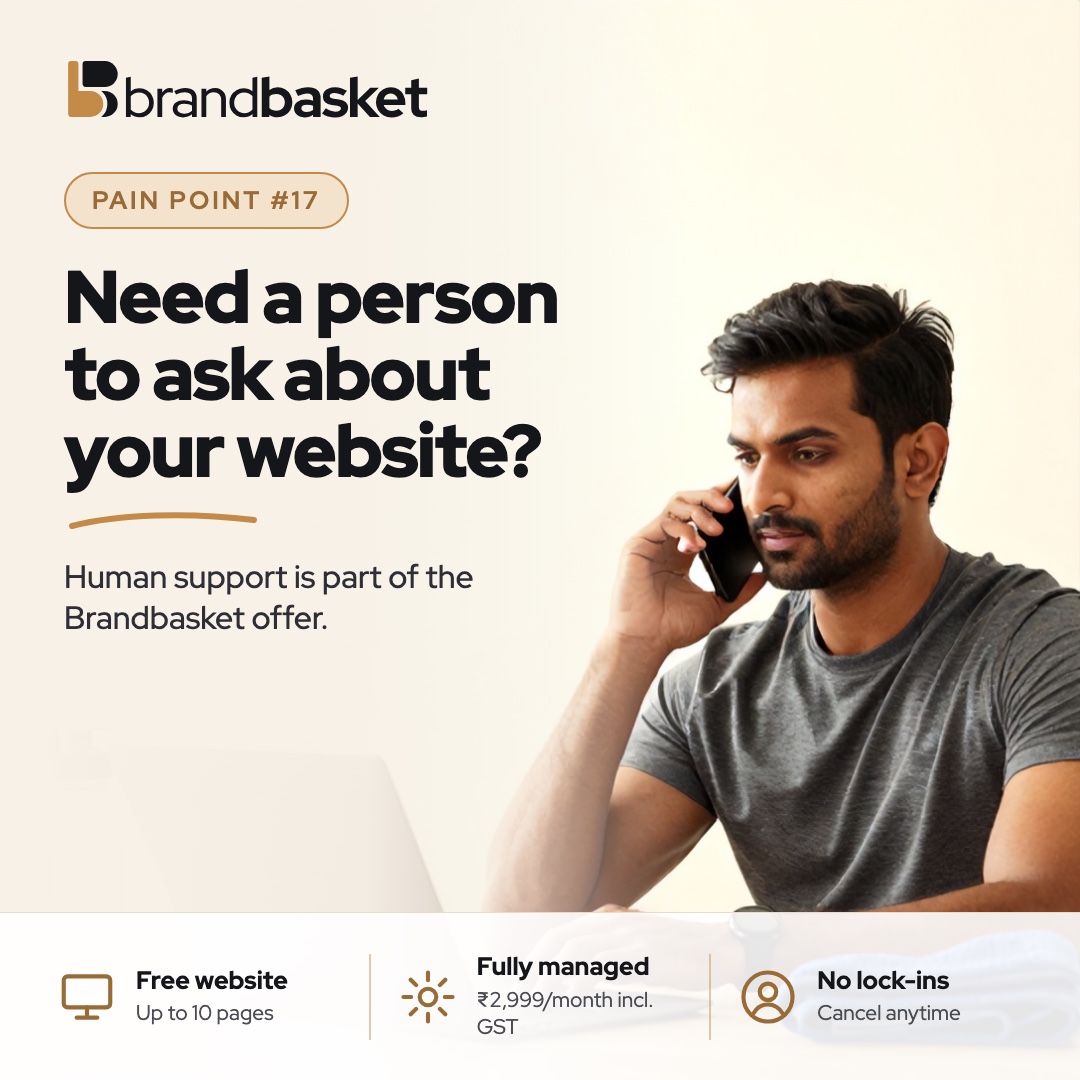 brandbasket
PAIN POINT #17
Need a person
to ask about
your website?
Human support is part of the
Brandbasket offer.
Free website
Up to 10 pages
Fully managed
₹2,999/month incl.
GST
No lock-ins
Cancel anytime